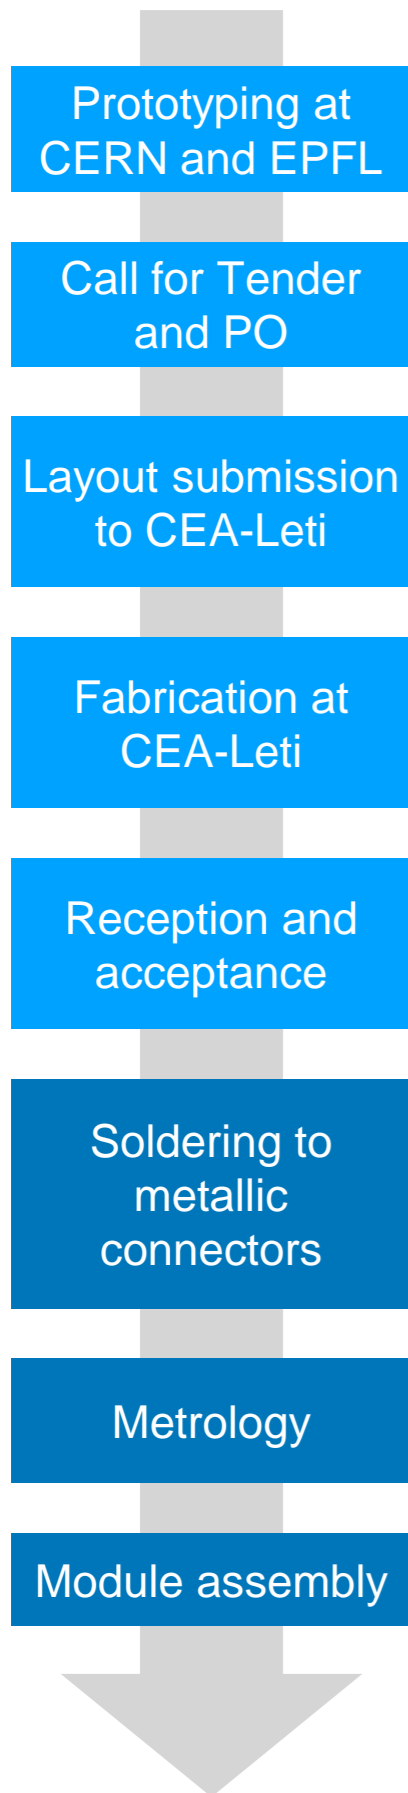 Prototyping at
CERN and EPFL
Call for Tender
and PO
Layout submission
to CEA-Leti
Fabrication at
CEA-Leti
Reception and
acceptance
Soldering to
metallic
connectors
Metrology
Module assembly